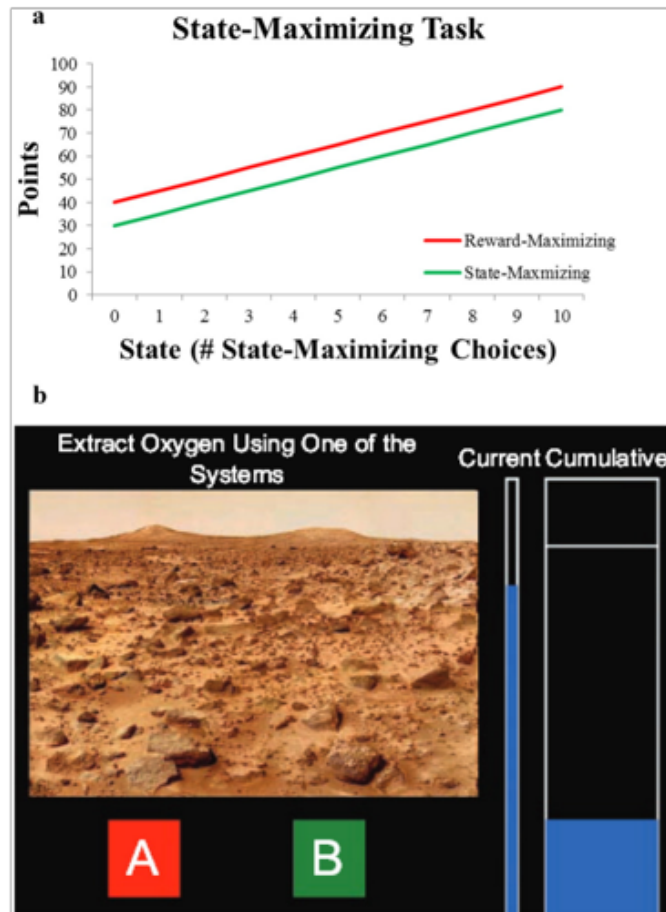 a
State-Maximizing Task
100
90
80
70
60
50
40
30
20
10
0
Points
Reward-Maximizing
State-Maxmizing
0 1 2 3 4 5 6 7 8 9 10
State (# State-Maximizing Choices)
b
Extract Oxygen Using One of the
Systems
Current Cumulative
A B